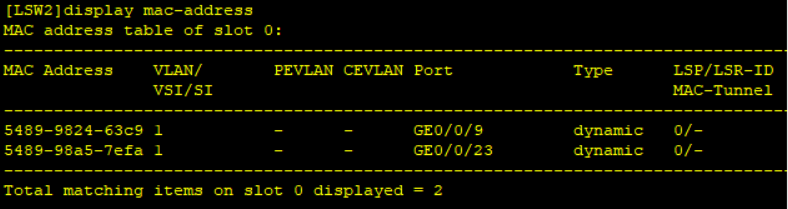 [LSW2]display mac-address
MAC address table of slot 0:
-------------------------------------------------------------------------------
MAC Address    VLAN/       PEVLAN CEVLAN Port            Type      LSP/LSR-ID
               VSI/SI                                              MAC-Tunnel
-------------------------------------------------------------------------------
5489-9824-63c9 1           -      -      GE0/0/9         dynamic   0/-
5489-98a5-7efa 1           -      -      GE0/0/23        dynamic   0/-
-------------------------------------------------------------------------------
Total matching items on slot 0 displayed = 2